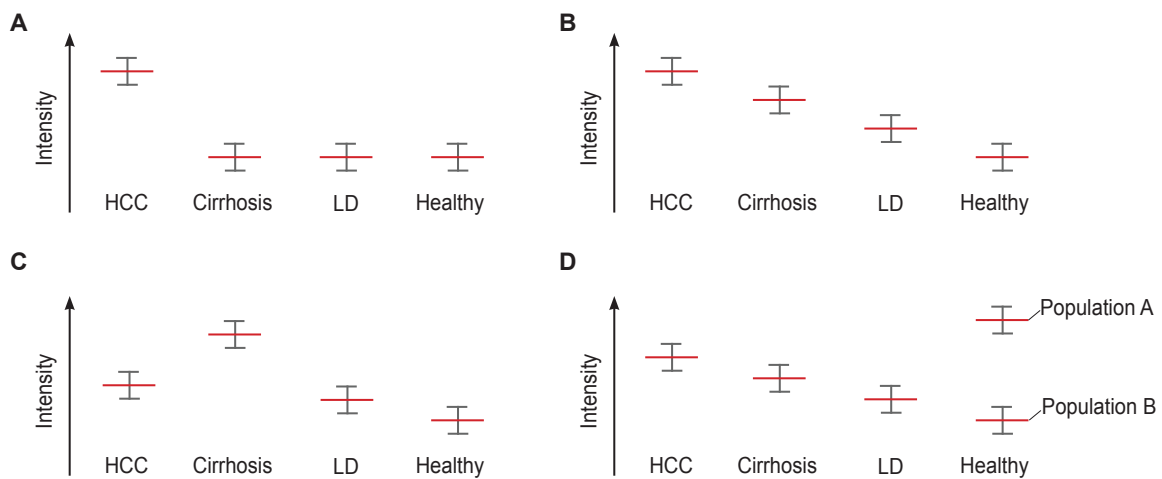 A
Intensity
HCC Cirrhosis LD Healthy
B
Intensity
HCC Cirrhosis LD Healthy
C
Intensity
HCC Cirrhosis LD Healthy
D
Population A
Population B
Intensity
HCC Cirrhosis LD Healthy